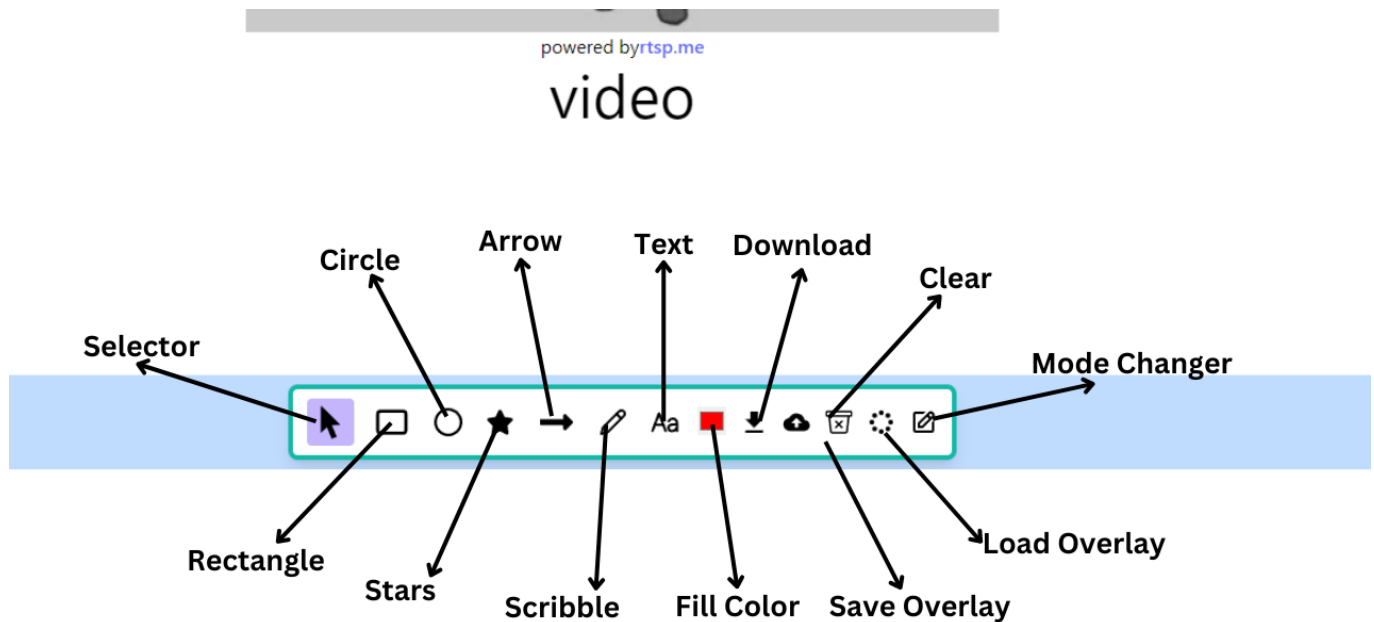 powered byrtsp.me
video
Arrow
Text
Download
Circle
Clear
Selector
Mode Changer
Aa
Load Overlay
Rectangle
Stars
Scribble
Fill Color
Save Overlay